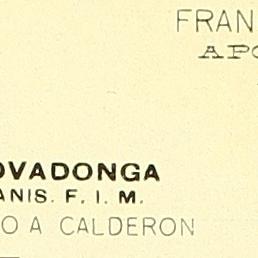 FRAN
APO
OVADONGA
ANIS. F. I. M.
O A CALDERON